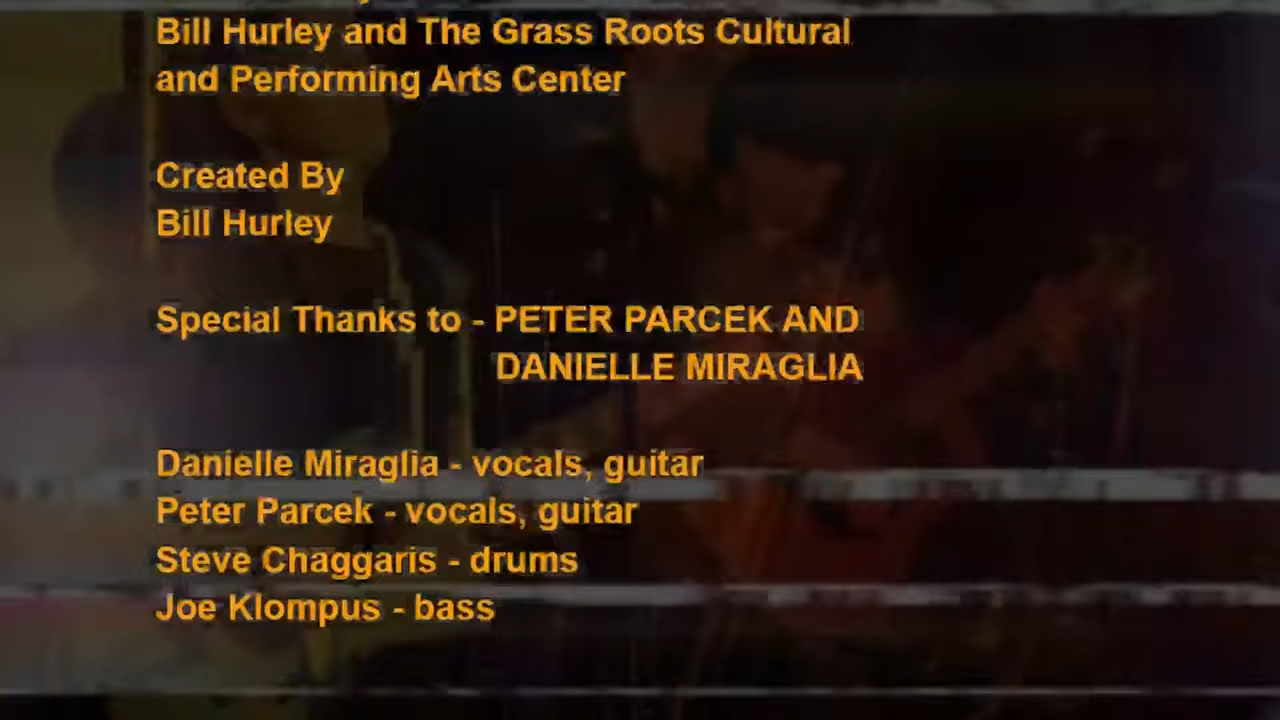 Bill Hurley and The Grass Roots Cultural
and Performing Arts Center
Created By
Bill Hurley
Special Thanks to - PETER PARCEK AND
DANIELLE MIRAGLIA
Danielle Miraglia - vocals, guitar
Peter Parcek - vocals, guitar
Steve Chaggaris - drums
Joe Klompus - bass